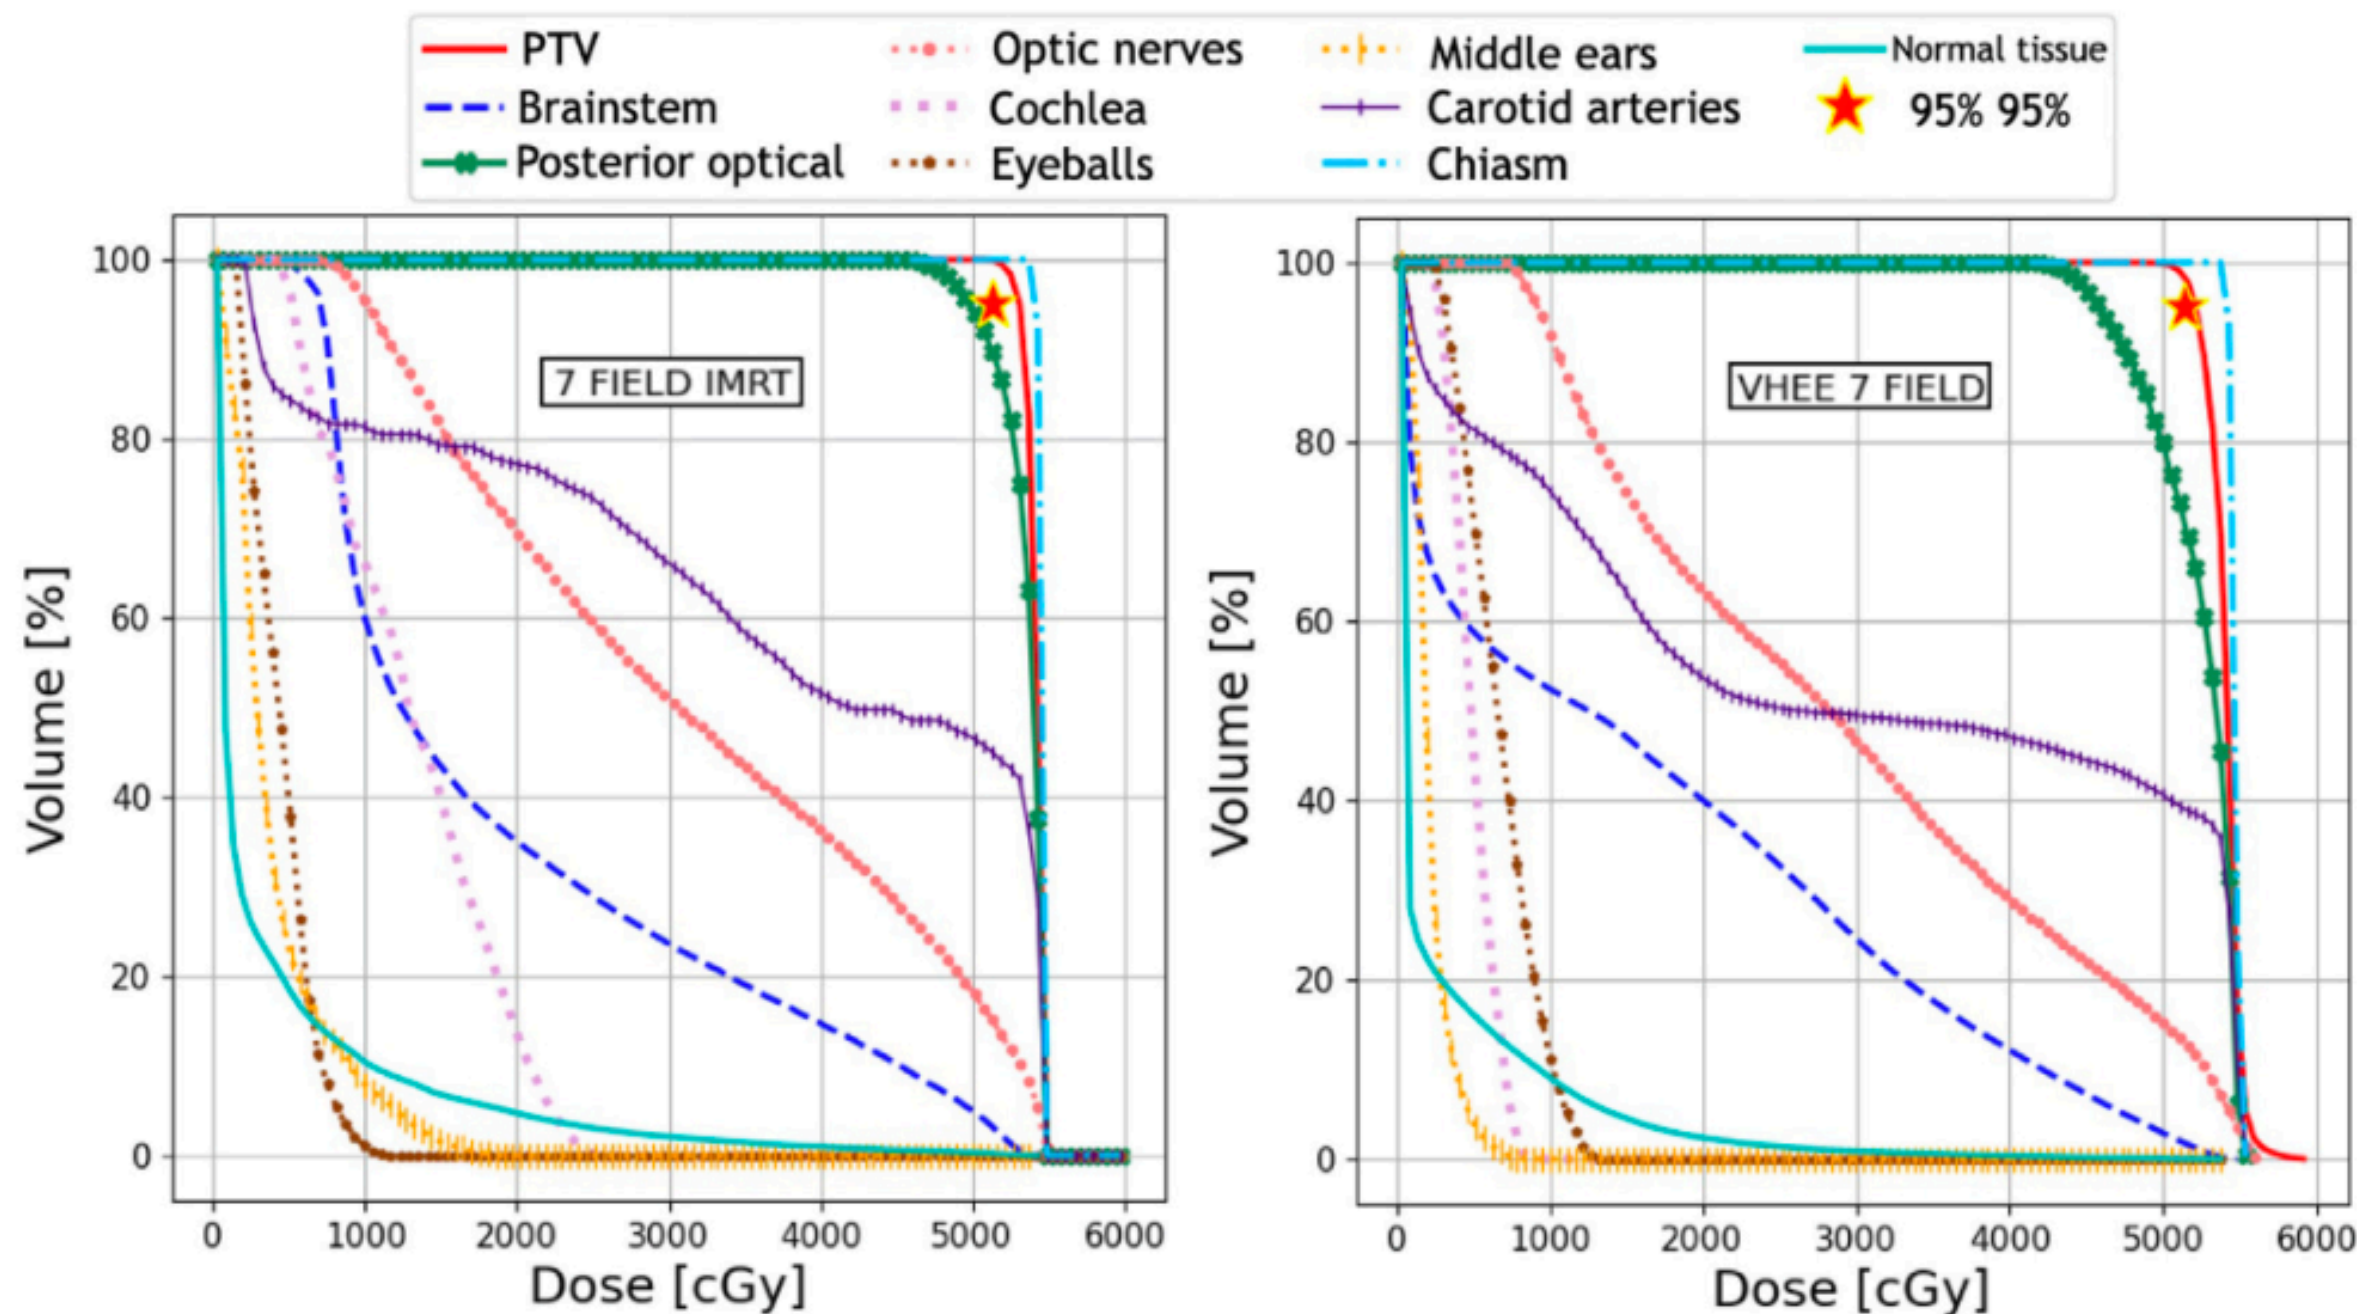 PTV Optic nerves Middle ears Normal tissue
Brainstem Cochlea Carotid arteries 95% 95%
Posterior optical Eyeballs Chiasm
7 FIELD IMRT
Volume [%]
100
80
60
40
20
0
0 1000 2000 3000 4000 5000 6000
Dose [cGy]
VHEE 7 FIELD
Volume [%]
100
80
60
40
20
0
0 1000 2000 3000 4000 5000 6000
Dose [cGy]